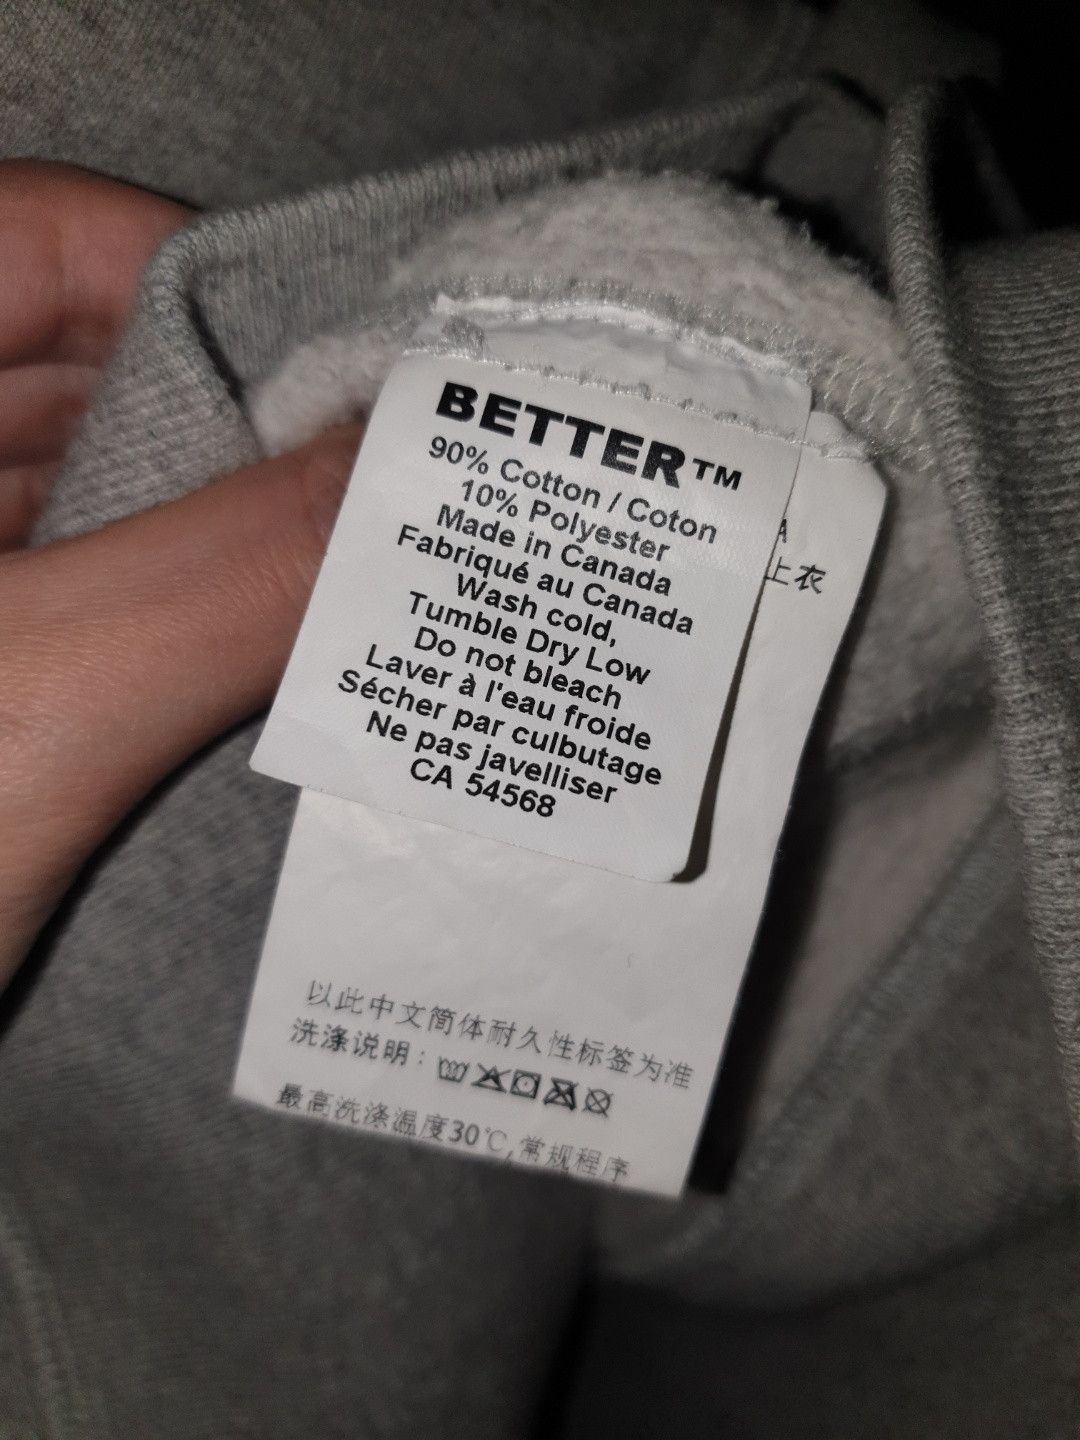 BETTER™
90% Cotton / Coton
10% Polyester
Made in Canada
Fabriqué au Canada
Wash cold,
Tumble Dry Low
Do not bleach
Laver à l'eau froide
Sécher par culbutage
Ne pas javelliser
CA 54568
A
上衣
以此中文简体耐久性标签为准
洗涤说明：
最高洗涤温度30℃,常规程序